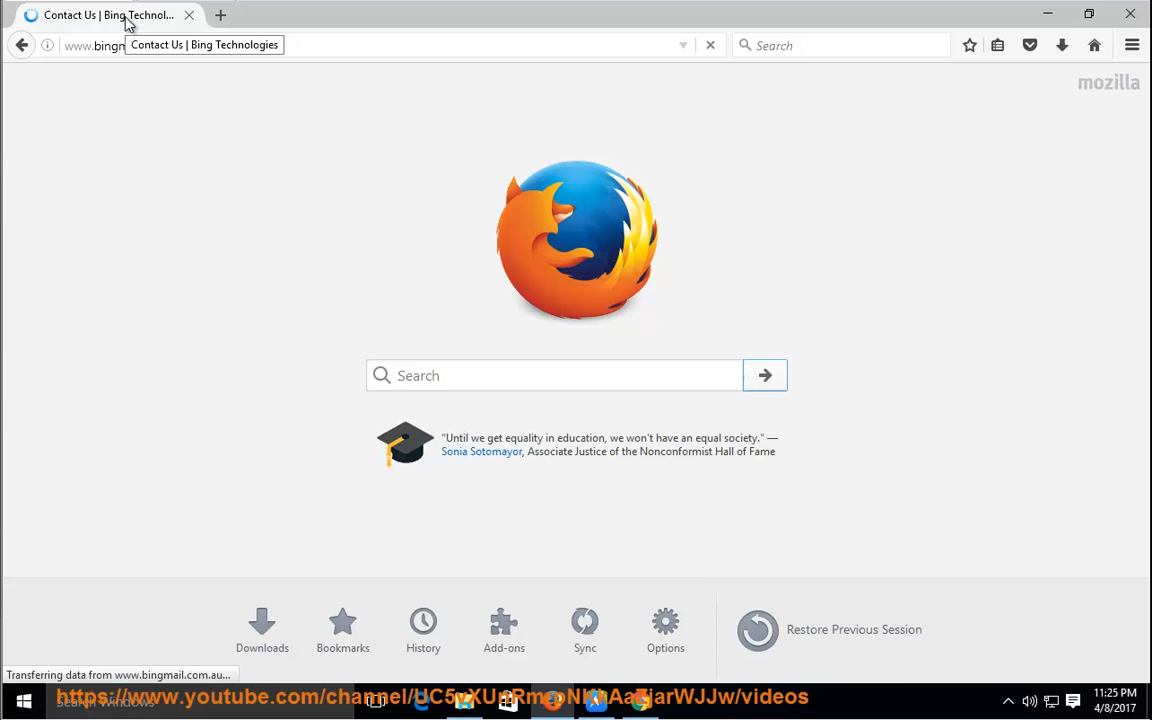 Contact Us | Bing Technol...
www.bingm
Contact Us | Bing Technologies
Search
mozilla
Search
"Until we get equality in education, we won't have an equal society." —
Sonia Sotomayor, Associate Justice of the Nonconformist Hall of Fame
Downloads
Bookmarks
History
Add-ons
Sync
Options
Restore Previous Session
Transferring data from www.bingmail.com.au...
Search Windows
11:25 PM
4/8/2017